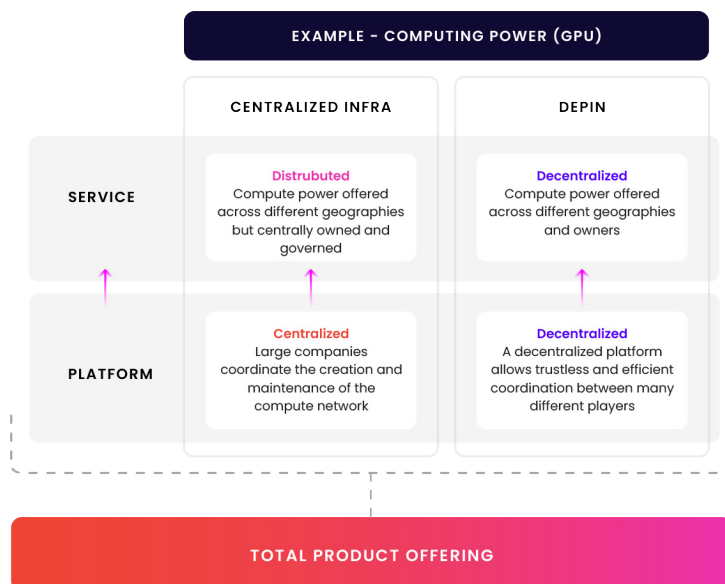 EXAMPLE - COMPUTING POWER (GPU)
CENTRALIZED INFRA
DEPIN
SERVICE
Distrubuted
Compute power offered
across different geographies
but centrally owned and
governed
Decentralized
Compute power offered
across different geographies
and owners
PLATFORM
Centralized
Large companies
coordinate the creation and
maintenance of the
compute network
Decentralized
A decentralized platform
allows trustless and efficient
coordination between many
different players
TOTAL PRODUCT OFFERING